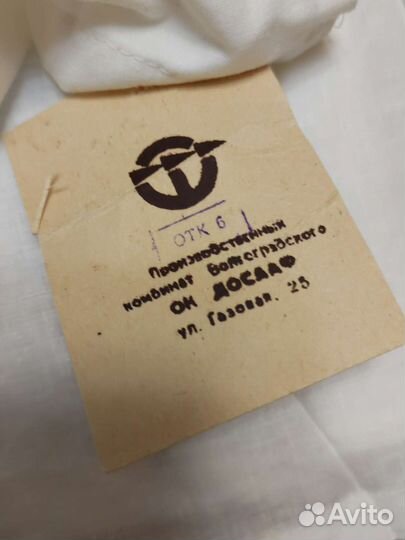 ОТК 6
Производственный
комбинат Волгоградского
ОК ДОСААФ
ул. Газовая, 25
Avito